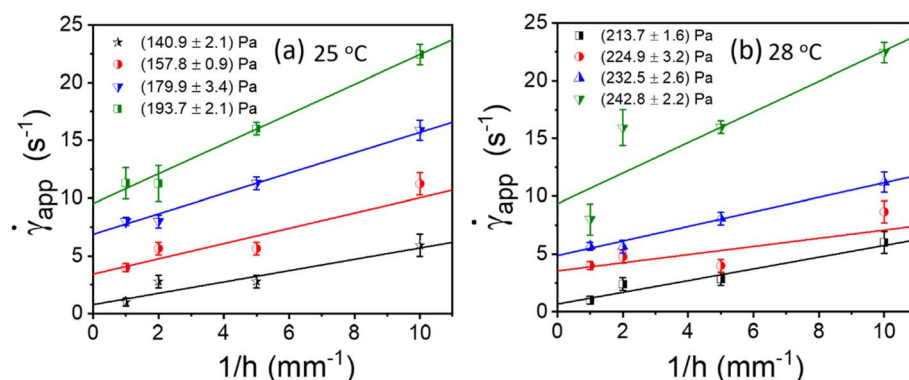 25
(140.9 ± 2.1) Pa
(a) 25 °C
(157.8 ± 0.9) Pa
20
(179.9 ± 3.4) Pa
(193.7 ± 2.1) Pa
15
10
5
0
γ̇app (s⁻¹)
0 2 4 6 8 10
1/h (mm⁻¹)
25
(213.7 ± 1.6) Pa
(b) 28 °C
(224.9 ± 3.2) Pa
20
(232.5 ± 2.6) Pa
(242.8 ± 2.2) Pa
15
10
5
0
γ̇app (s⁻¹)
0 2 4 6 8 10
1/h (mm⁻¹)